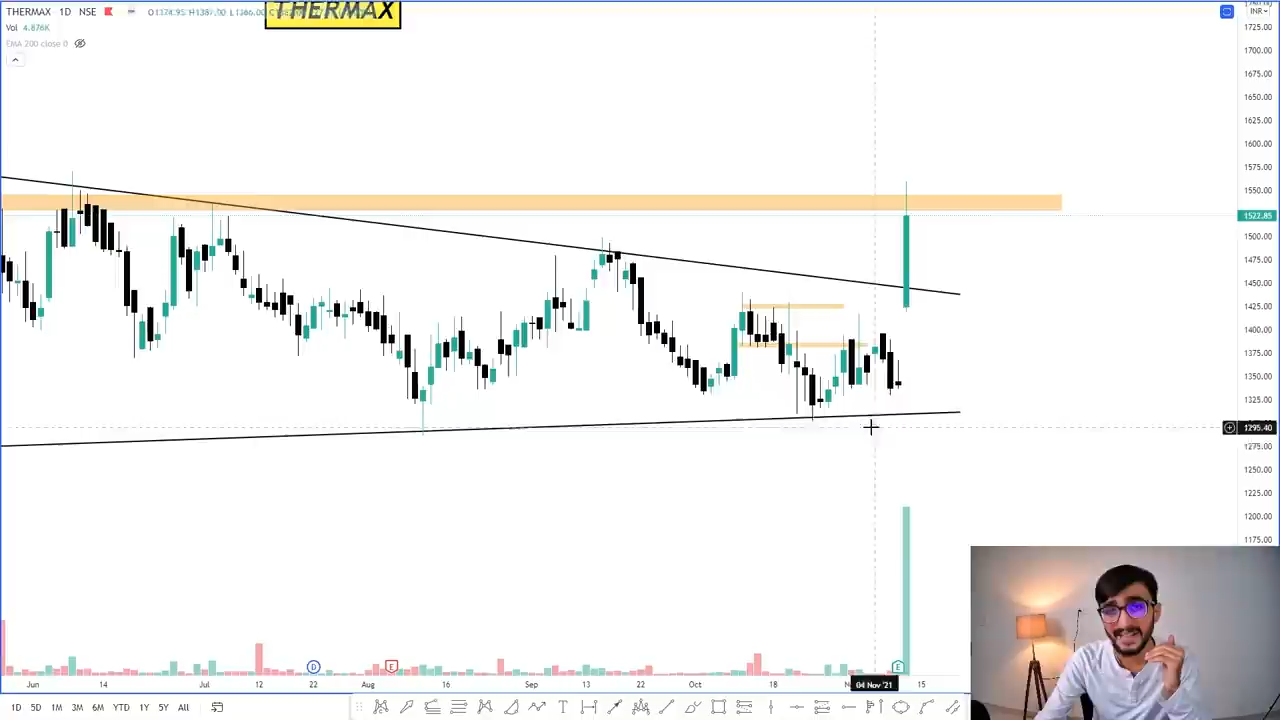 THERMAX 1D NSE
THERMAX
INR
Vol 4.876K
EMA 200 close 0
1725.00
1700.00
1675.00
1650.00
1625.00
1600.00
1575.00
1550.00
1522.85
1500.00
1475.00
1450.00
1425.00
1400.00
1375.00
1350.00
1325.00
1295.40
1275.00
1250.00
1225.00
1200.00
1175.00
D
E
E
Jun 14 Jul 12 22 Aug 16 Sep 13 22 Oct 18 04 Nov '21 15
1D 5D 1M 3M 6M YTD 1Y 5Y